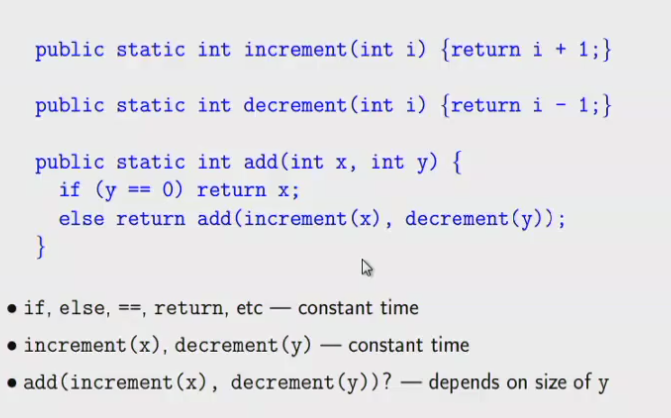 public static int increment(int i) {return i + 1;}
public static int decrement(int i) {return i - 1;}
public static int add(int x, int y) {
if (y == 0) return x;
else return add(increment(x), decrement(y));
}
• if, else, ==, return, etc — constant time
• increment(x), decrement(y) — constant time
• add(increment(x), decrement(y))? — depends on size of y